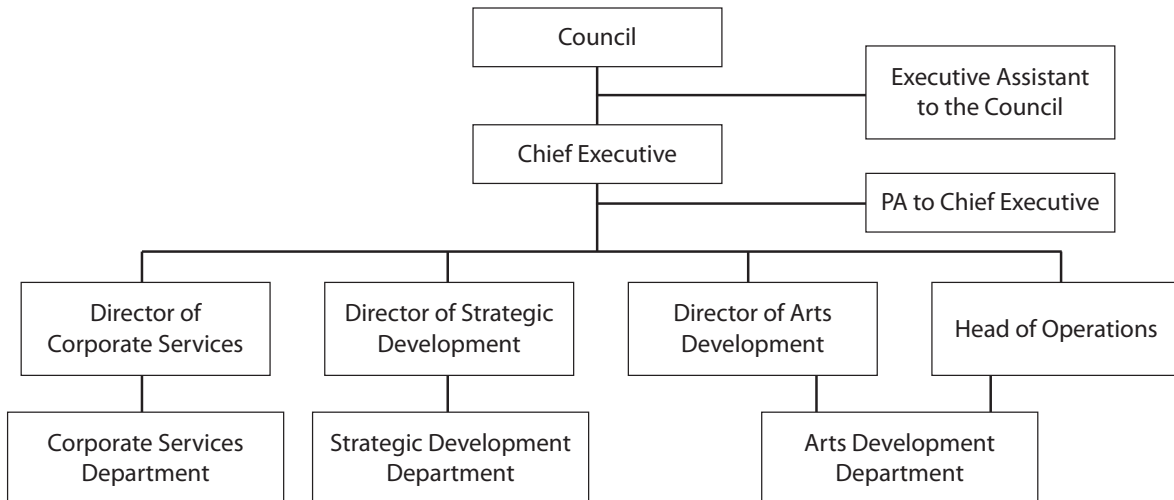 Council
Executive Assistant
to the Council
Chief Executive
PA to Chief Executive
Director of
Corporate Services
Director of Strategic
Development
Director of Arts
Development
Head of Operations
Corporate Services
Department
Strategic Development
Department
Arts Development
Department